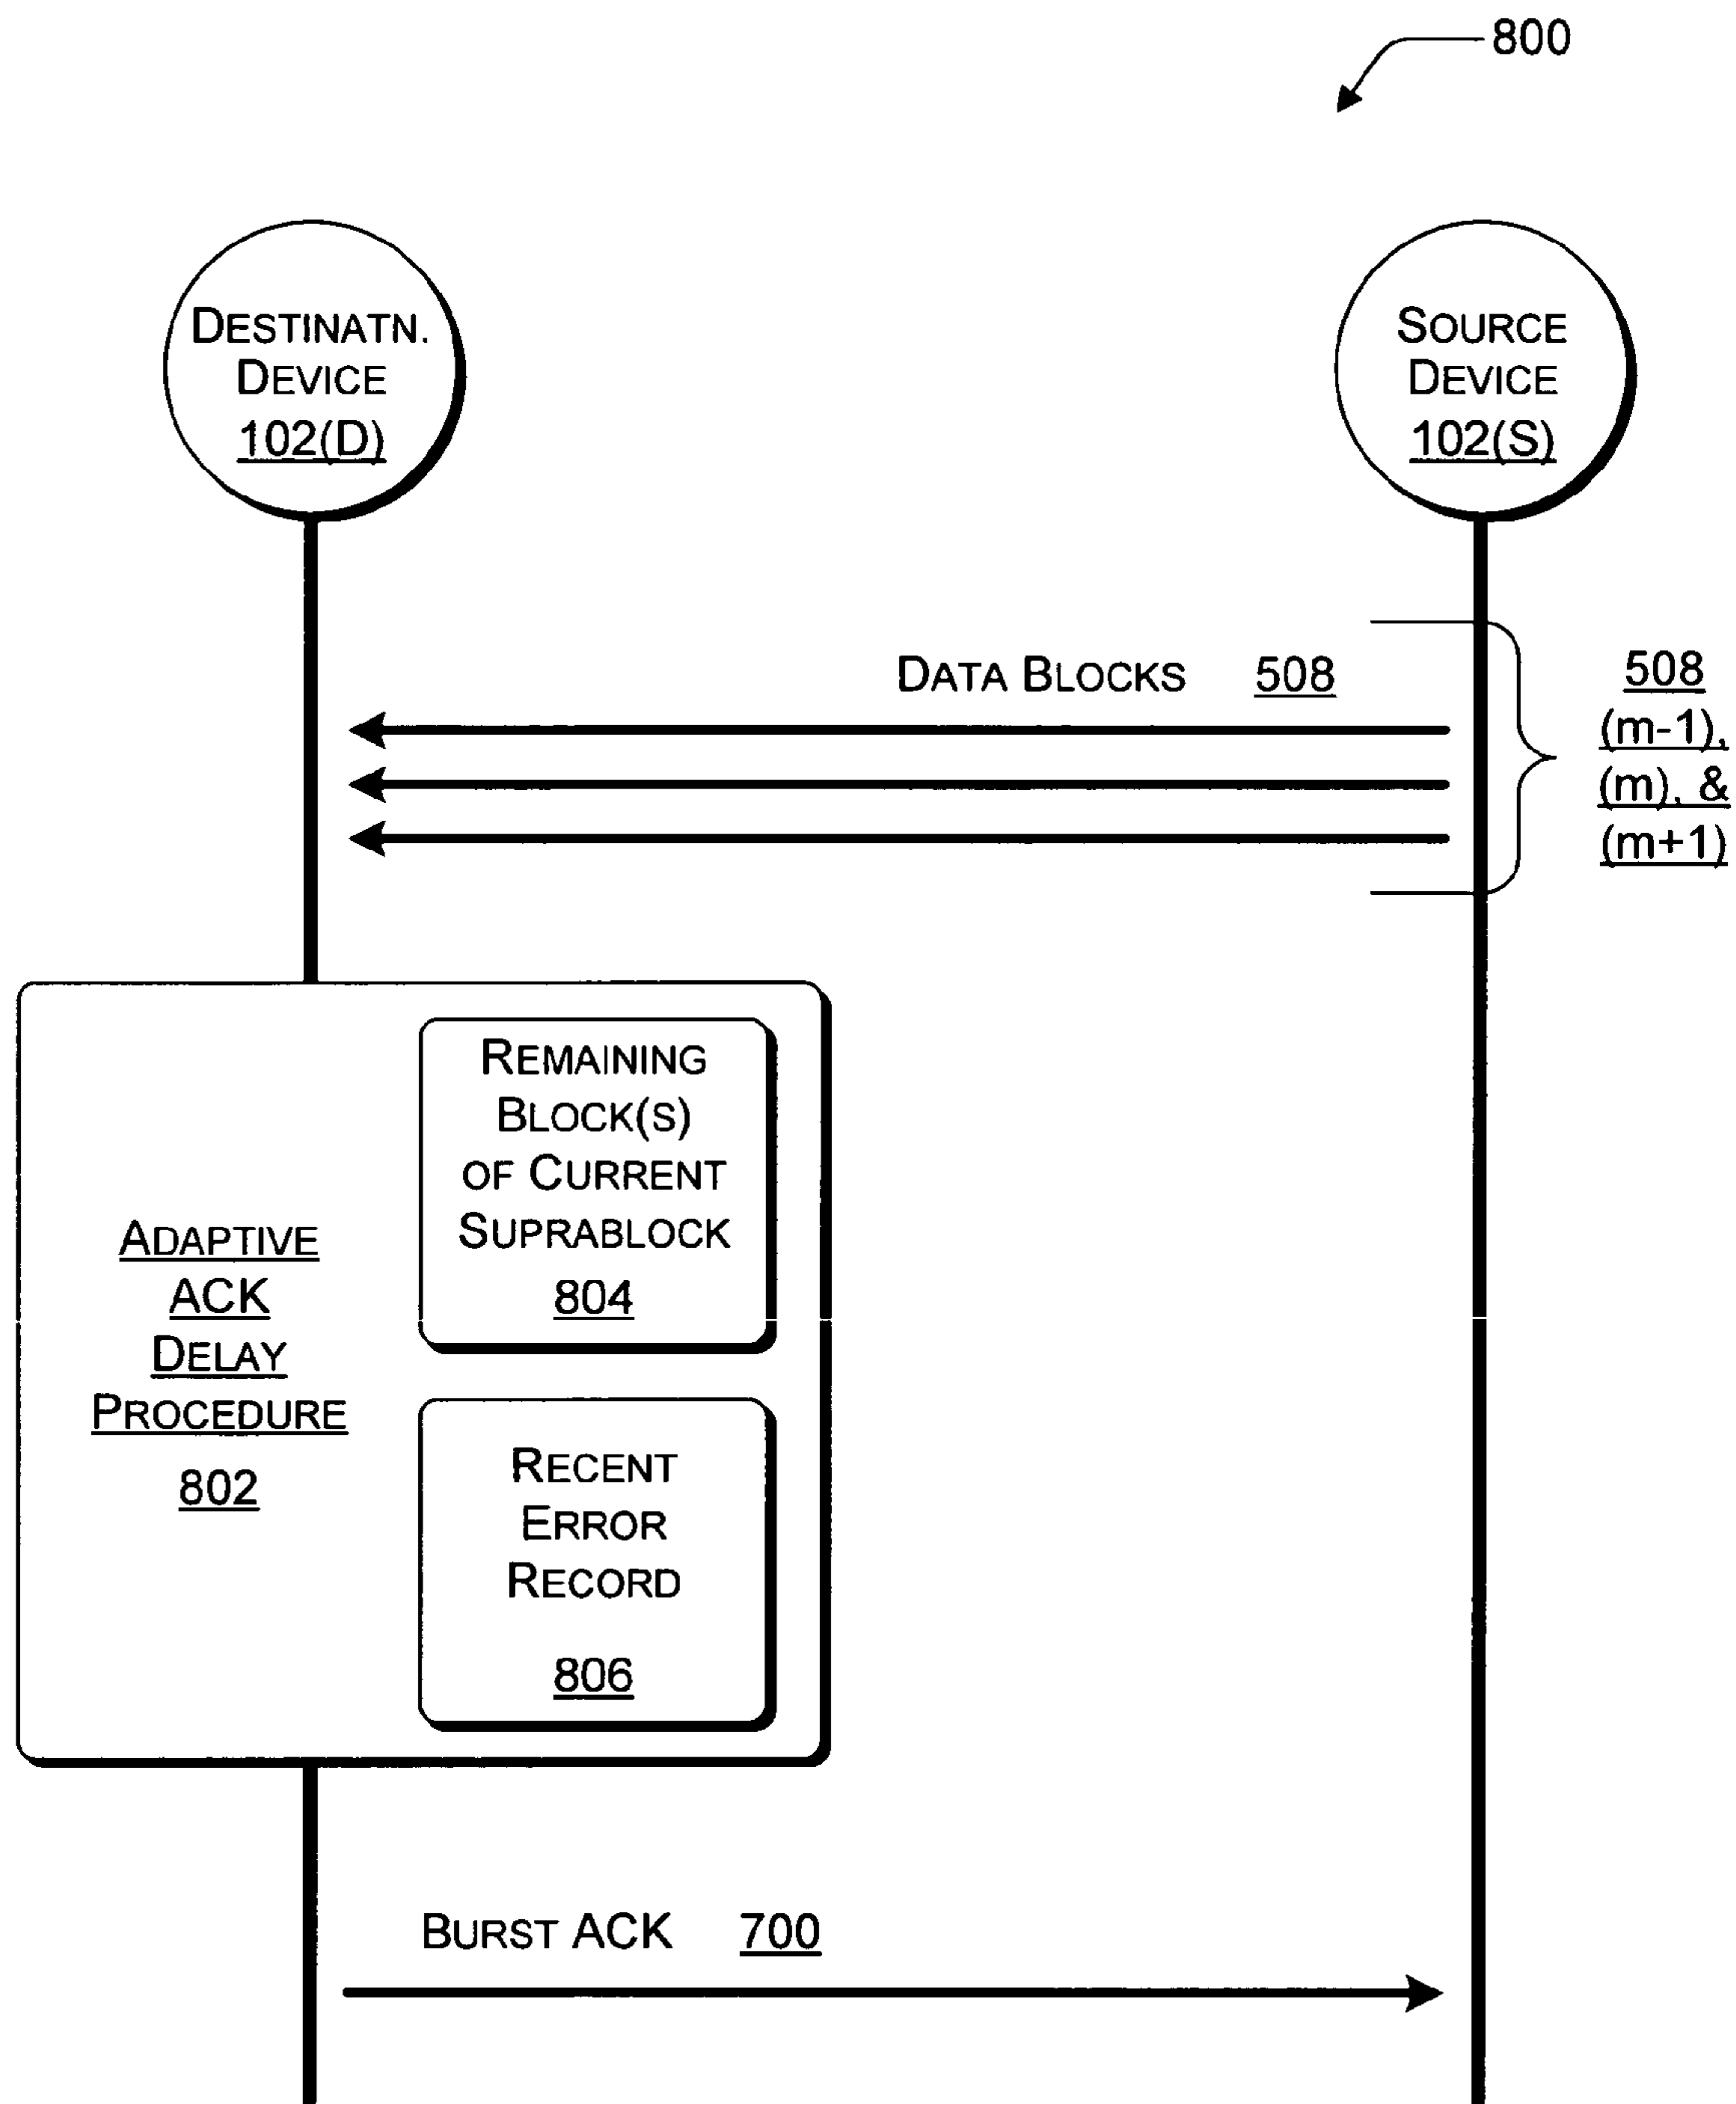 800
DESTINATN.
DEVICE
102(D)
SOURCE
DEVICE
102(S)
DATA BLOCKS 508
508
(m-1),
(m), &
(m+1)
REMAINING
BLOCK(S)
OF CURRENT
SUPRABLOCK
804
ADAPTIVE
ACK
DELAY
PROCEDURE
802
RECENT
ERROR
RECORD
806
BURST ACK 700